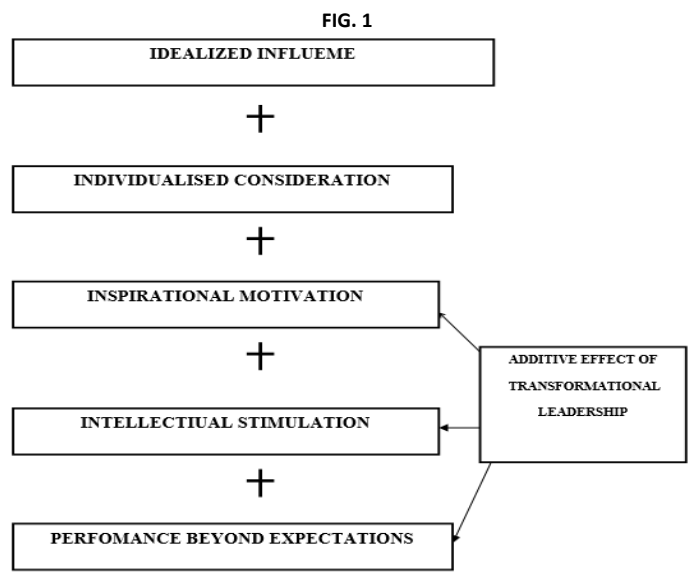 FIG. 1
IDEALIZED INFLUEME
+
INDIVIDUALISED CONSIDERATION
+
INSPIRATIONAL MOTIVATION
+
ADDITIVE EFFECT OF
TRANSFORMATIONAL
LEADERSHIP
INTELLECTIUAL STIMULATION
+
PERFOMANCE BEYOND EXPECTATIONS